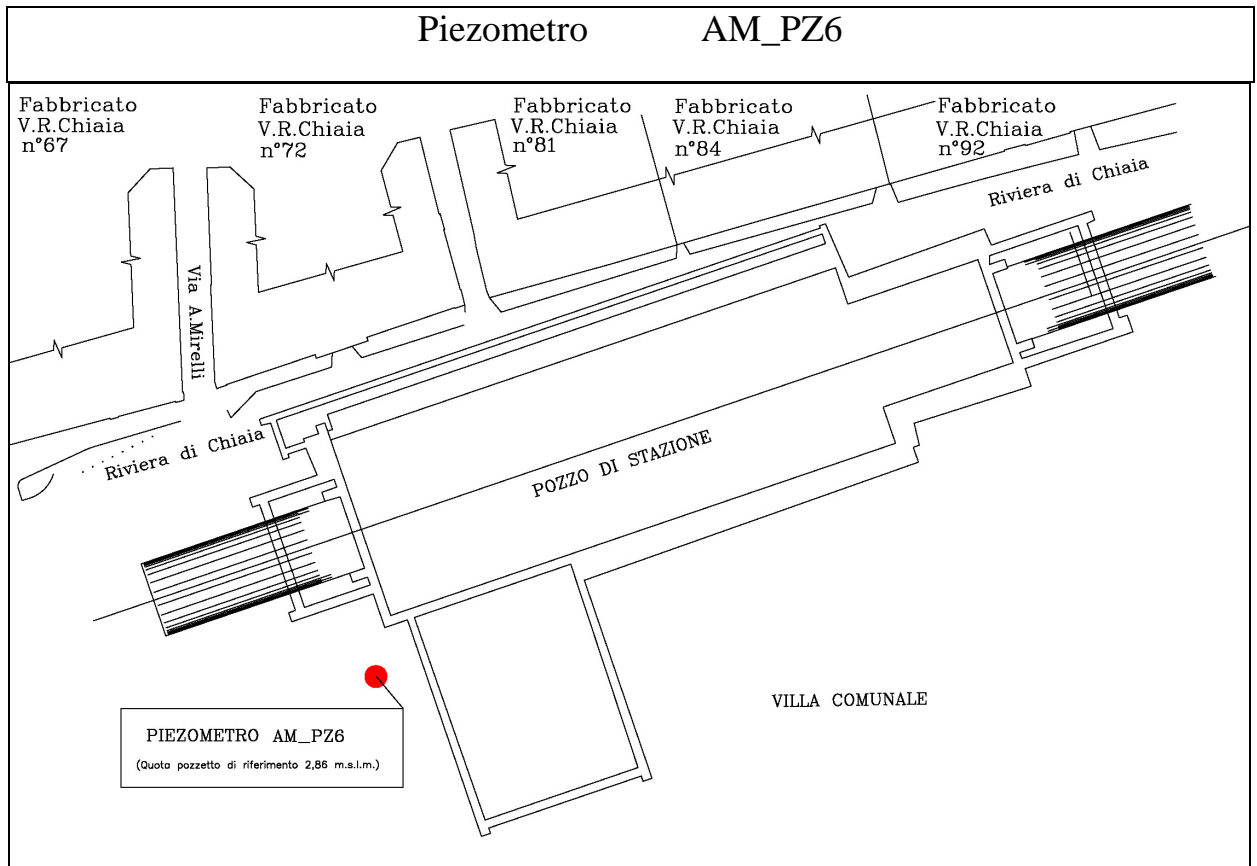 Piezometro AM_PZ6
Fabbricato
V.R.Chiaia
n°67
Fabbricato
V.R.Chiaia
n°72
Fabbricato
V.R.Chiaia
n°81
Fabbricato
V.R.Chiaia
n°84
Fabbricato
V.R.Chiaia
n°92
Riviera di Chiaia
Via A.Mirelli
Riviera di Chiaia
POZZO DI STAZIONE
VILLA COMUNALE
PIEZOMETRO AM_PZ6
(Quota pozzetto di riferimento 2,86 m.s.l.m.)